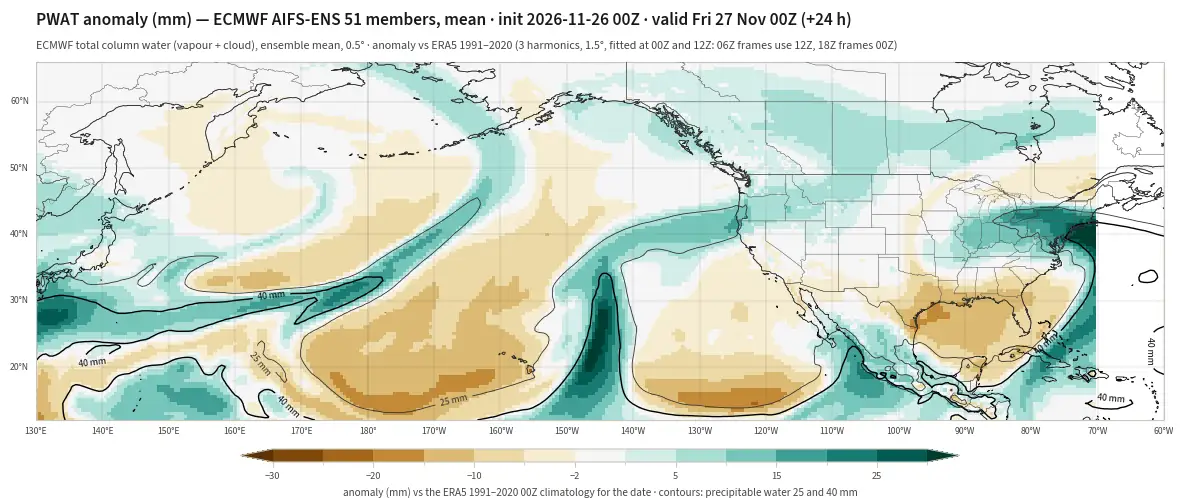 PWAT anomaly (mm) — ECMWF AIFS-ENS 51 members, mean · init 2026-11-26 00Z · valid Fri 27 Nov 00Z (+24 h)
ECMWF total column water (vapour + cloud), ensemble mean, 0.5° · anomaly vs ERA5 1991–2020 (3 harmonics, 1.5°, fitted at 00Z and 12Z: 06Z frames use 12Z, 18Z frames 00Z)
60°N
50°N
40°N
30°N
20°N
40 mm
40 mm
25 mm
40 mm
25 mm
40 mm
40 mm
130°E 140°E 150°E 160°E 170°E 180° 170°W 160°W 150°W 140°W 130°W 120°W 110°W 100°W 90°W 80°W 70°W 60°W
−30 −20 −10 −2 5 15 25
anomaly (mm) vs the ERA5 1991–2020 00Z climatology for the date · contours: precipitable water 25 and 40 mm